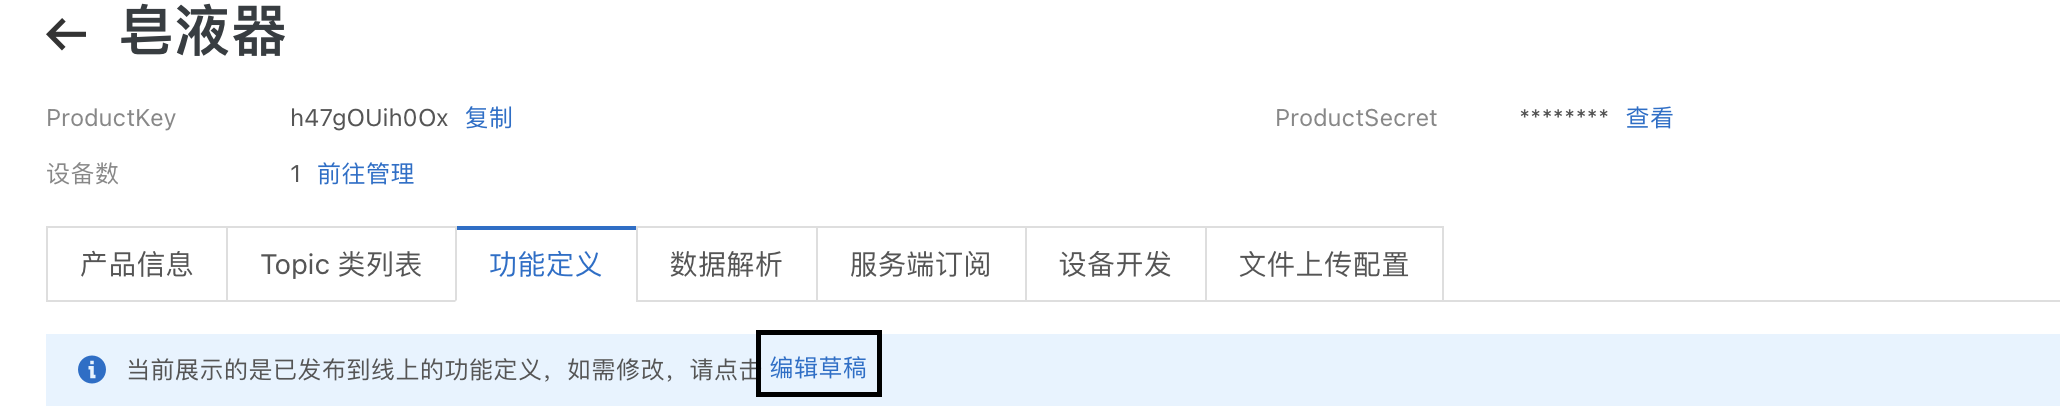 皂液器
ProductKey h47gOUih0Ox 复制 ProductSecret ******** 查看
设备数 1 前往管理
产品信息 Topic 类列表 功能定义 数据解析 服务端订阅 设备开发 文件上传配置
当前展示的是已发布到线上的功能定义，如需修改，请点击 编辑草稿